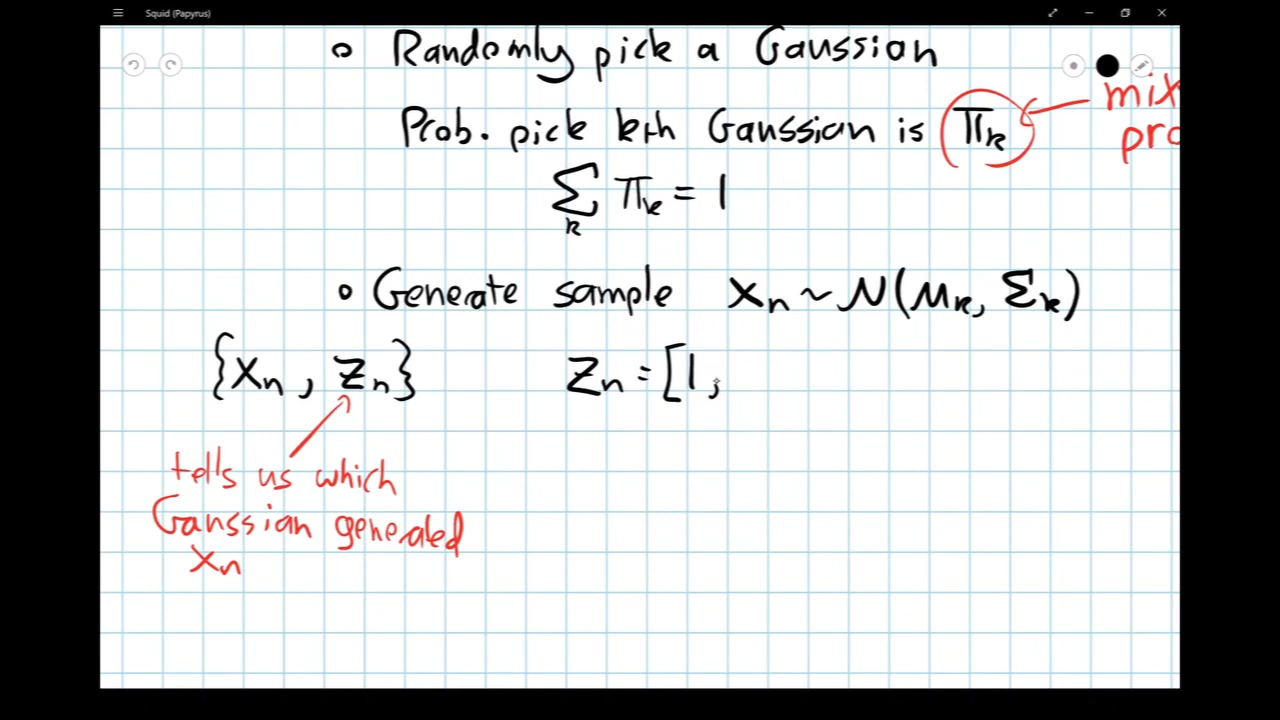 Squid (Papyrus)
o Randomly pick a Gaussian
Prob. pick kth Gaussian is πk ← mix
pro
∑k πk = 1
o Generate sample xn ~ N(μk, Σk)
{xn, zn} zn = [1,
tells us which
Gaussian generated
xn